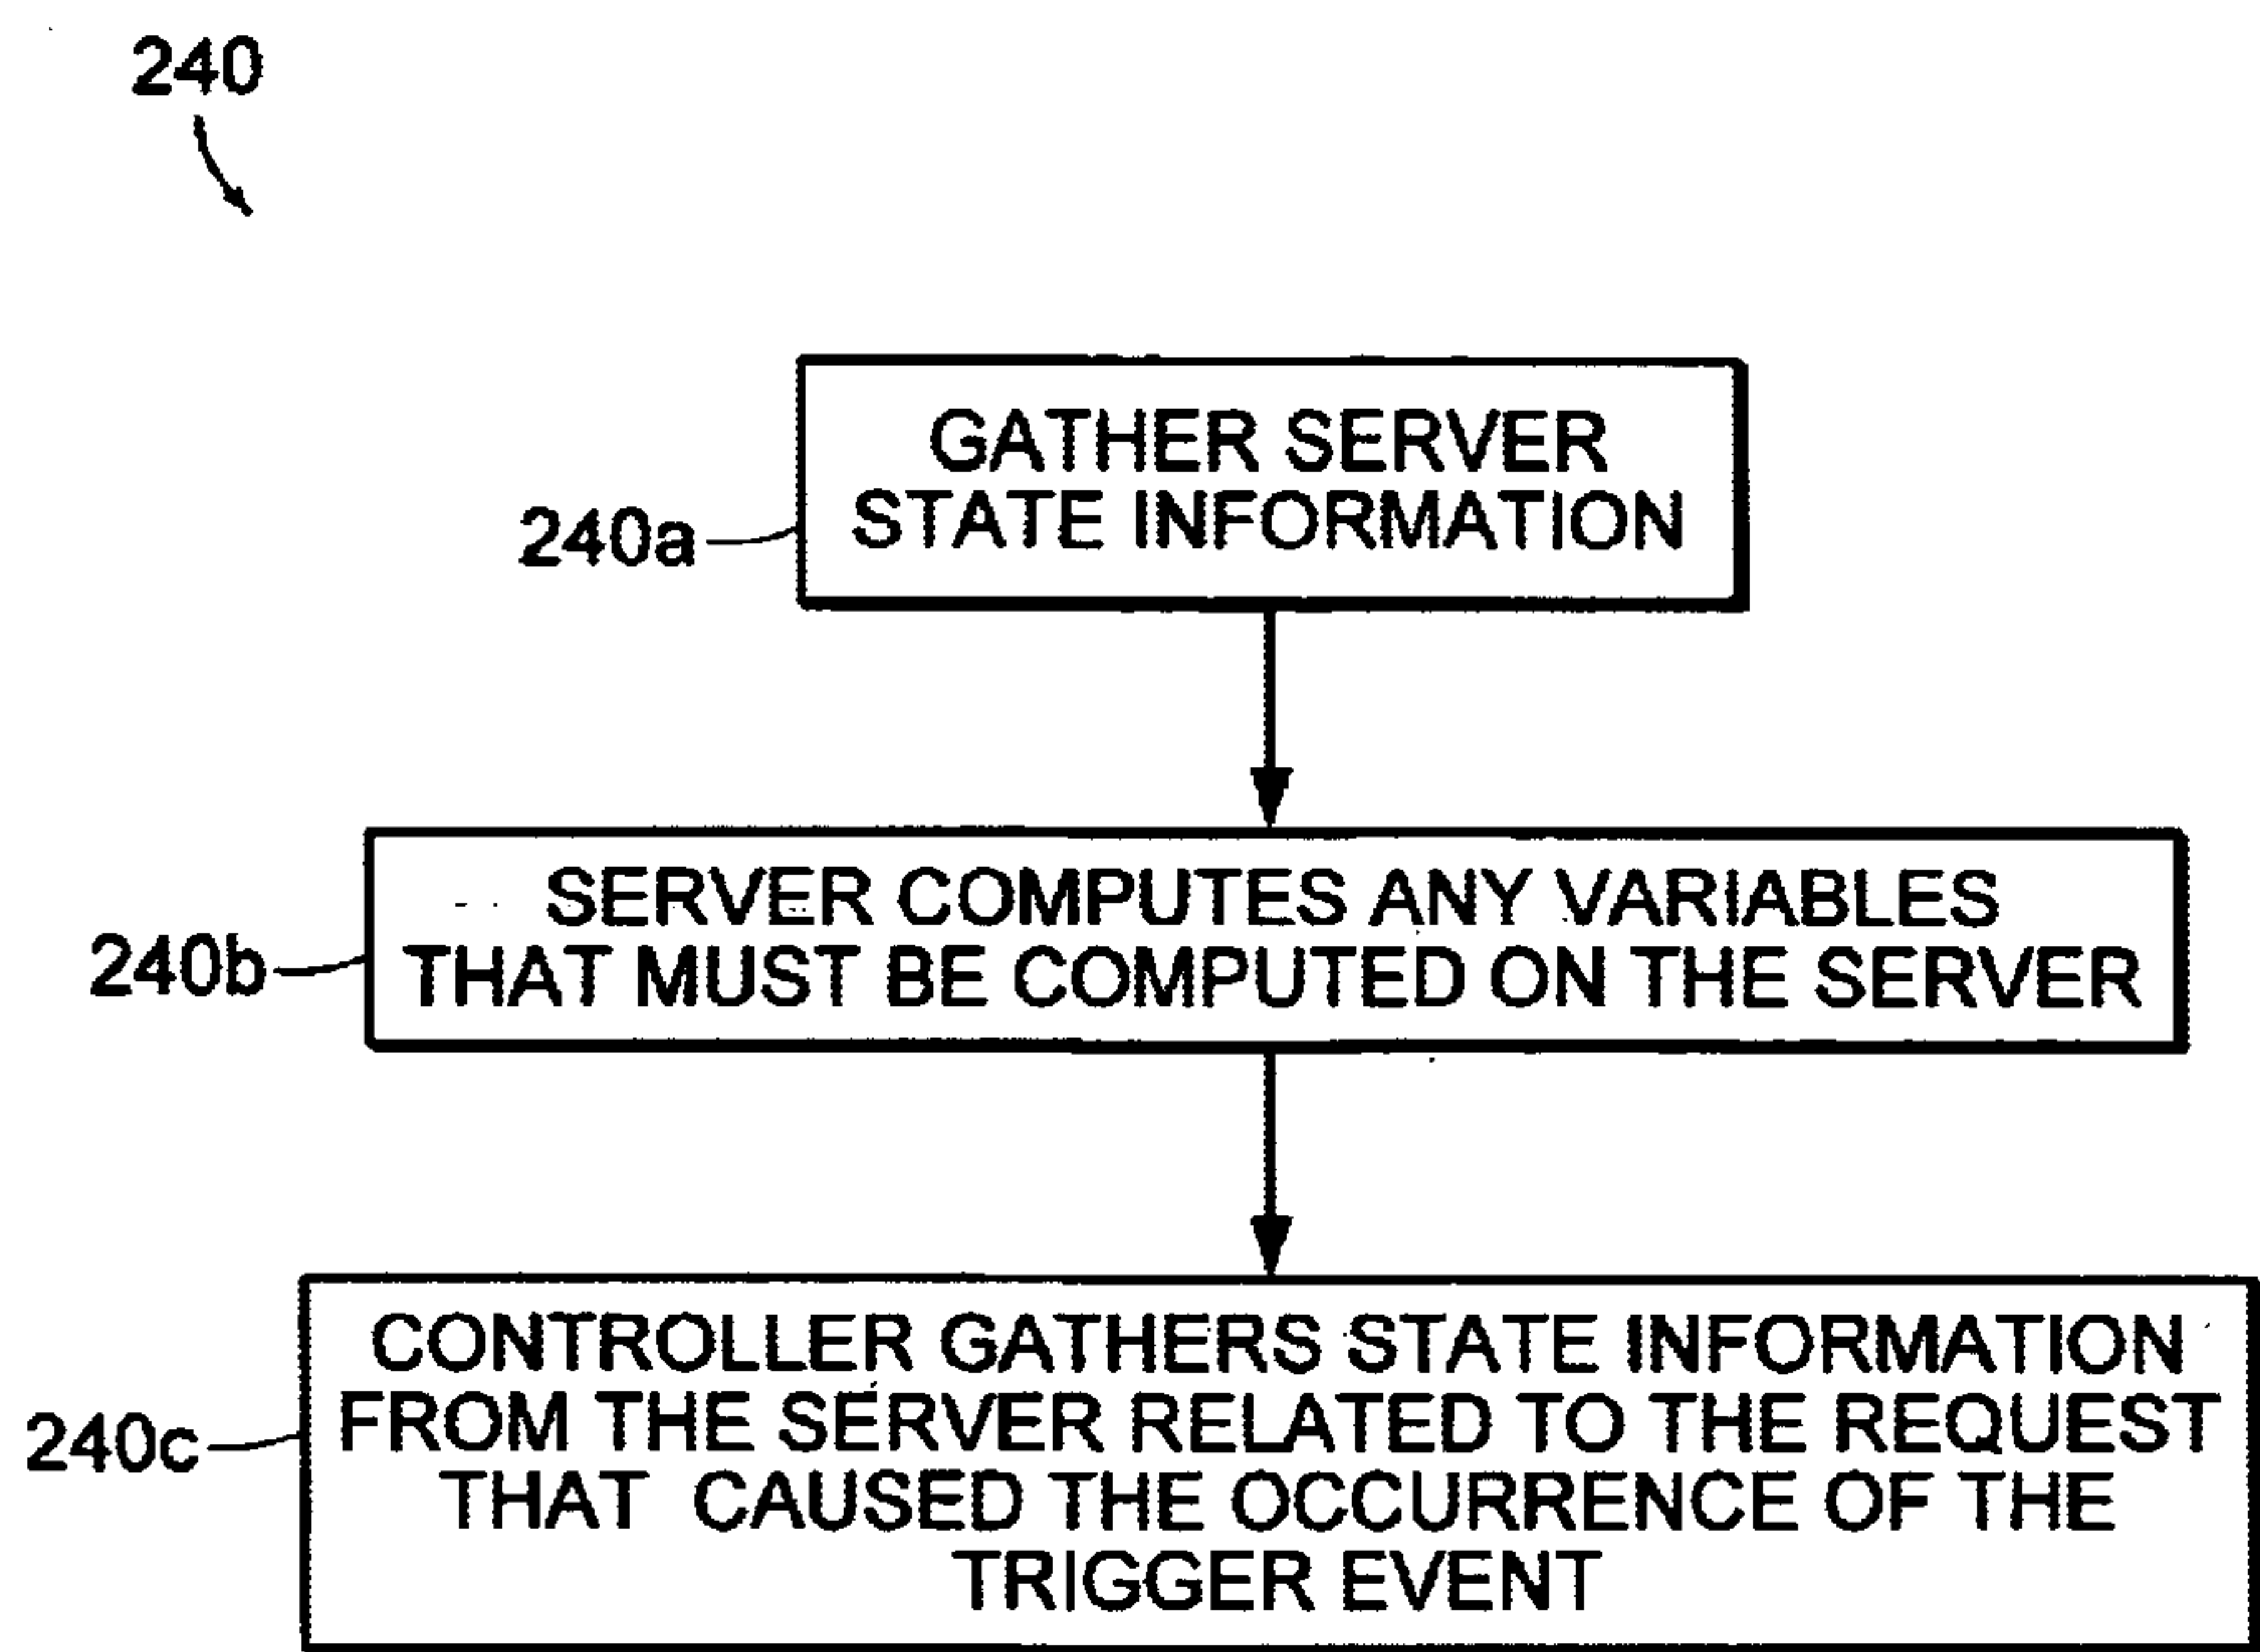 240
GATHER SERVER
STATE INFORMATION
240a
SERVER COMPUTES ANY VARIABLES
THAT MUST BE COMPUTED ON THE SERVER
240b
CONTROLLER GATHERS STATE INFORMATION
FROM THE SERVER RELATED TO THE REQUEST
THAT CAUSED THE OCCURRENCE OF THE
TRIGGER EVENT
240c